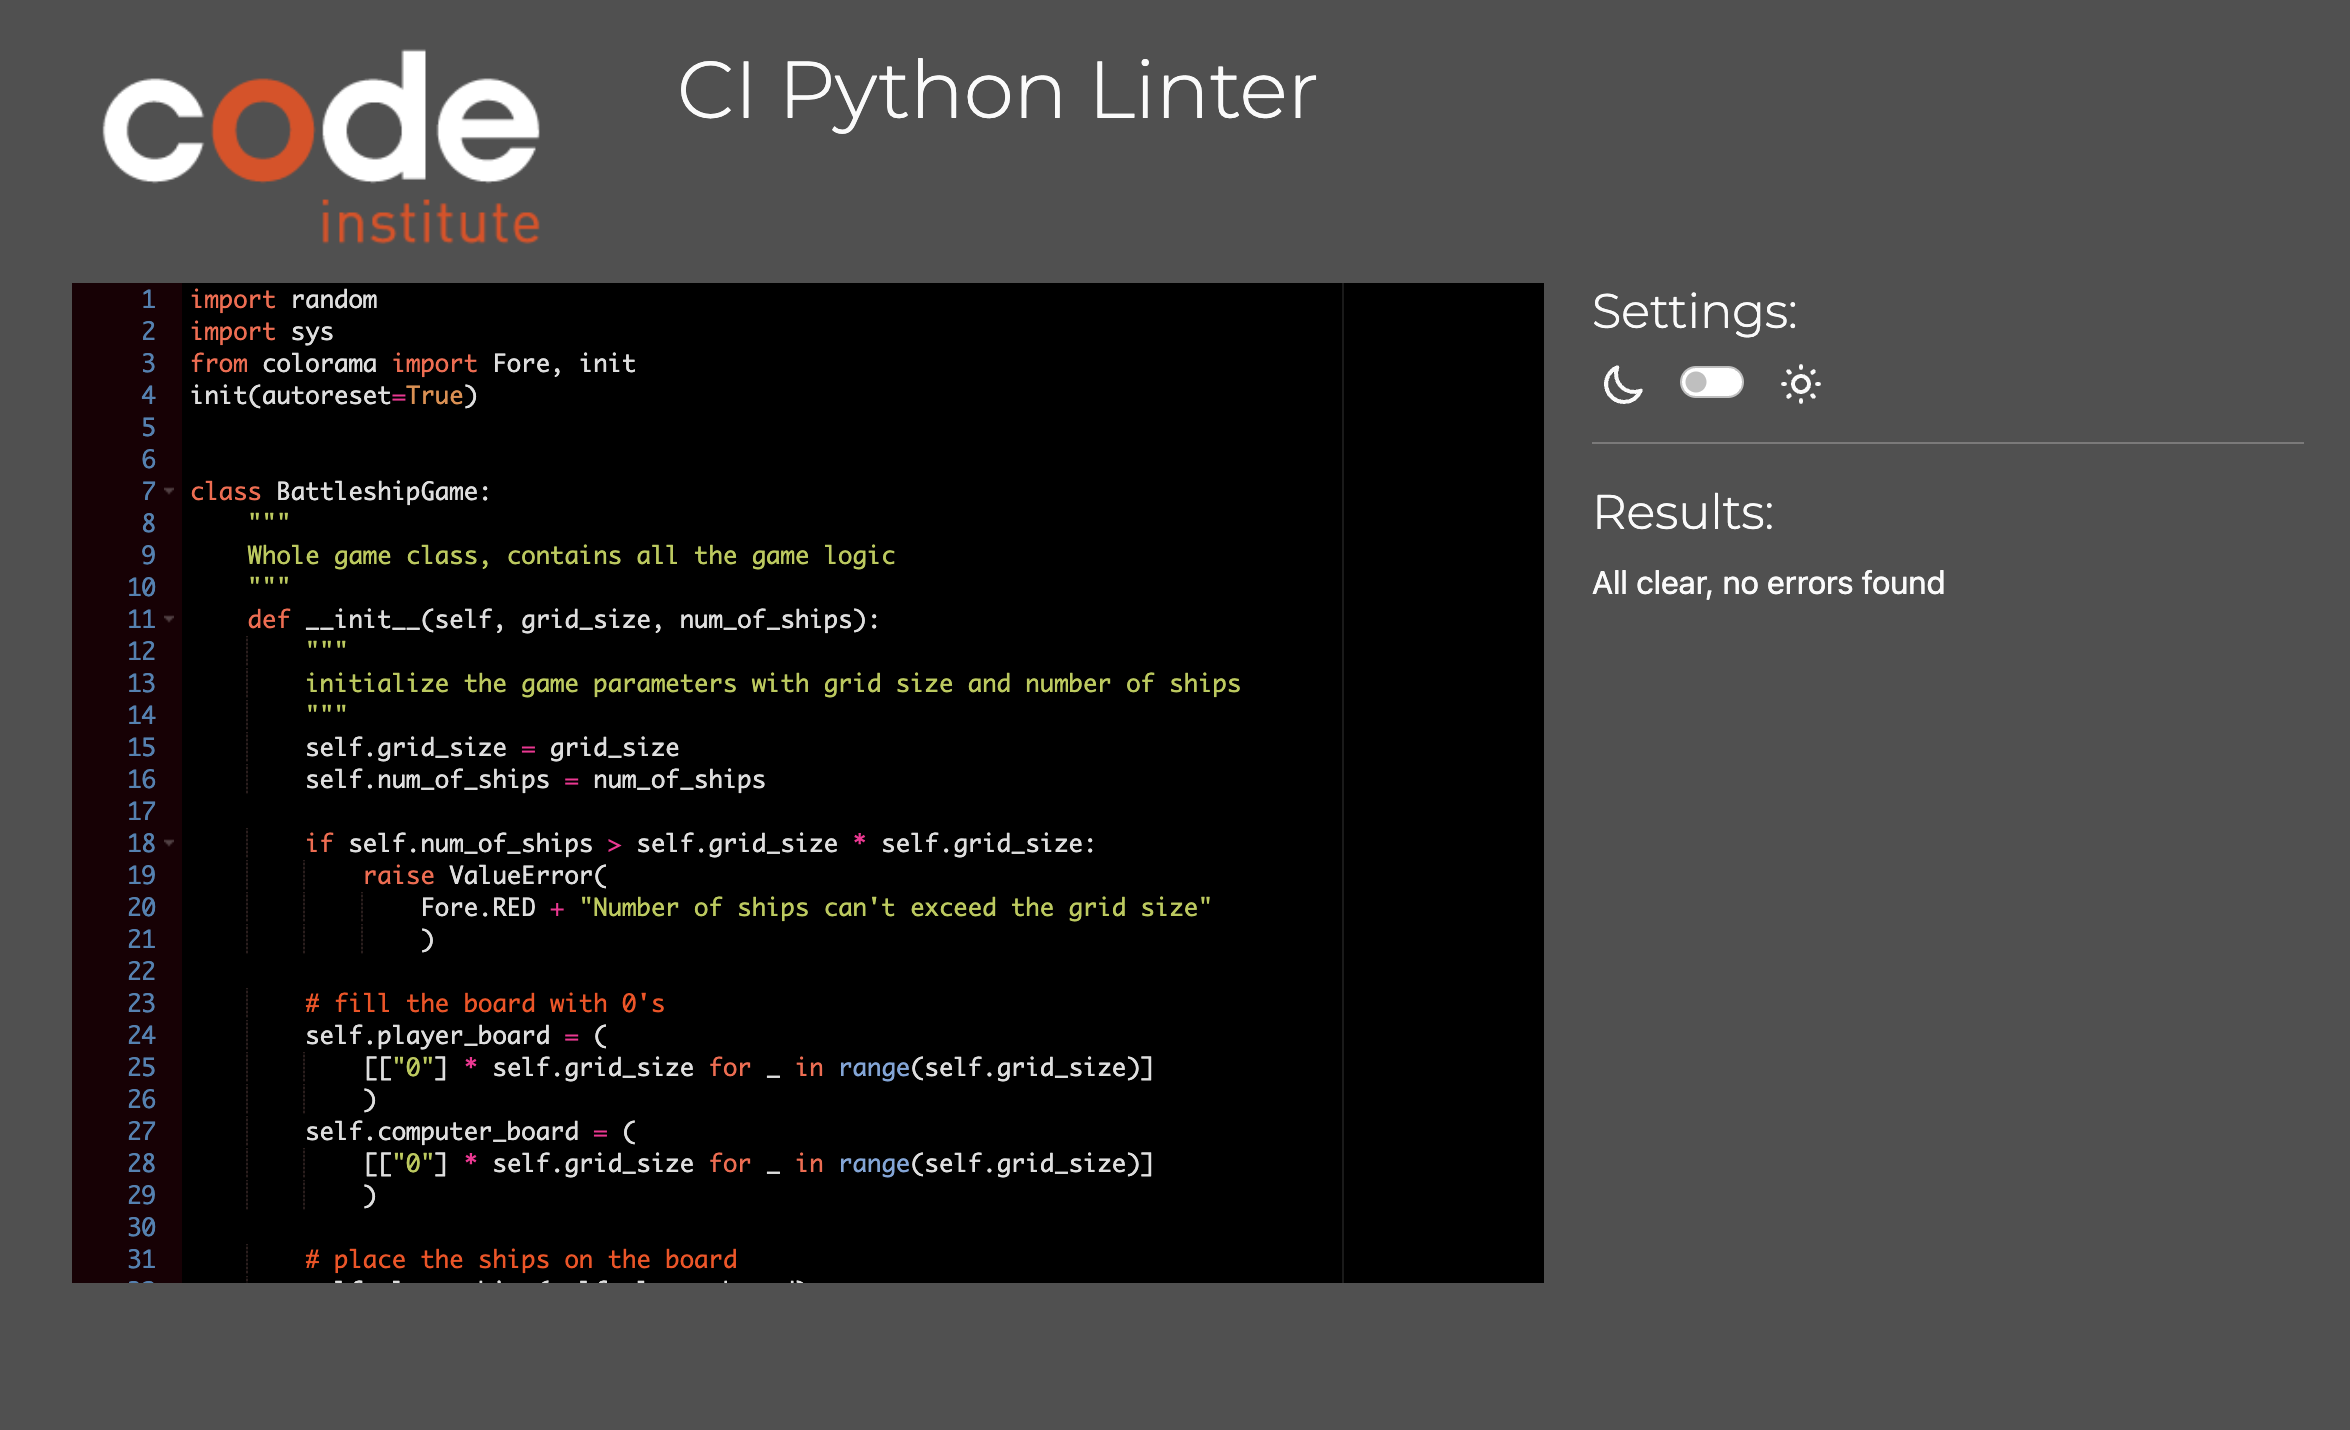 code
institute
CI Python Linter
1 import random
2 import sys
3 from colorama import Fore, init
4 init(autoreset=True)
5
6
7 class BattleshipGame:
8     """
9     Whole game class, contains all the game logic
10     """
11     def __init__(self, grid_size, num_of_ships):
12         """
13         initialize the game parameters with grid size and number of ships
14         """
15         self.grid_size = grid_size
16         self.num_of_ships = num_of_ships
17
18         if self.num_of_ships > self.grid_size * self.grid_size:
19             raise ValueError(
20                 Fore.RED + "Number of ships can't exceed the grid size"
21                 )
22
23         # fill the board with 0's
24         self.player_board = (
25             [["0"] * self.grid_size for _ in range(self.grid_size)]
26             )
27         self.computer_board = (
28             [["0"] * self.grid_size for _ in range(self.grid_size)]
29             )
30
31         # place the ships on the board
Settings:
Results:
All clear, no errors found